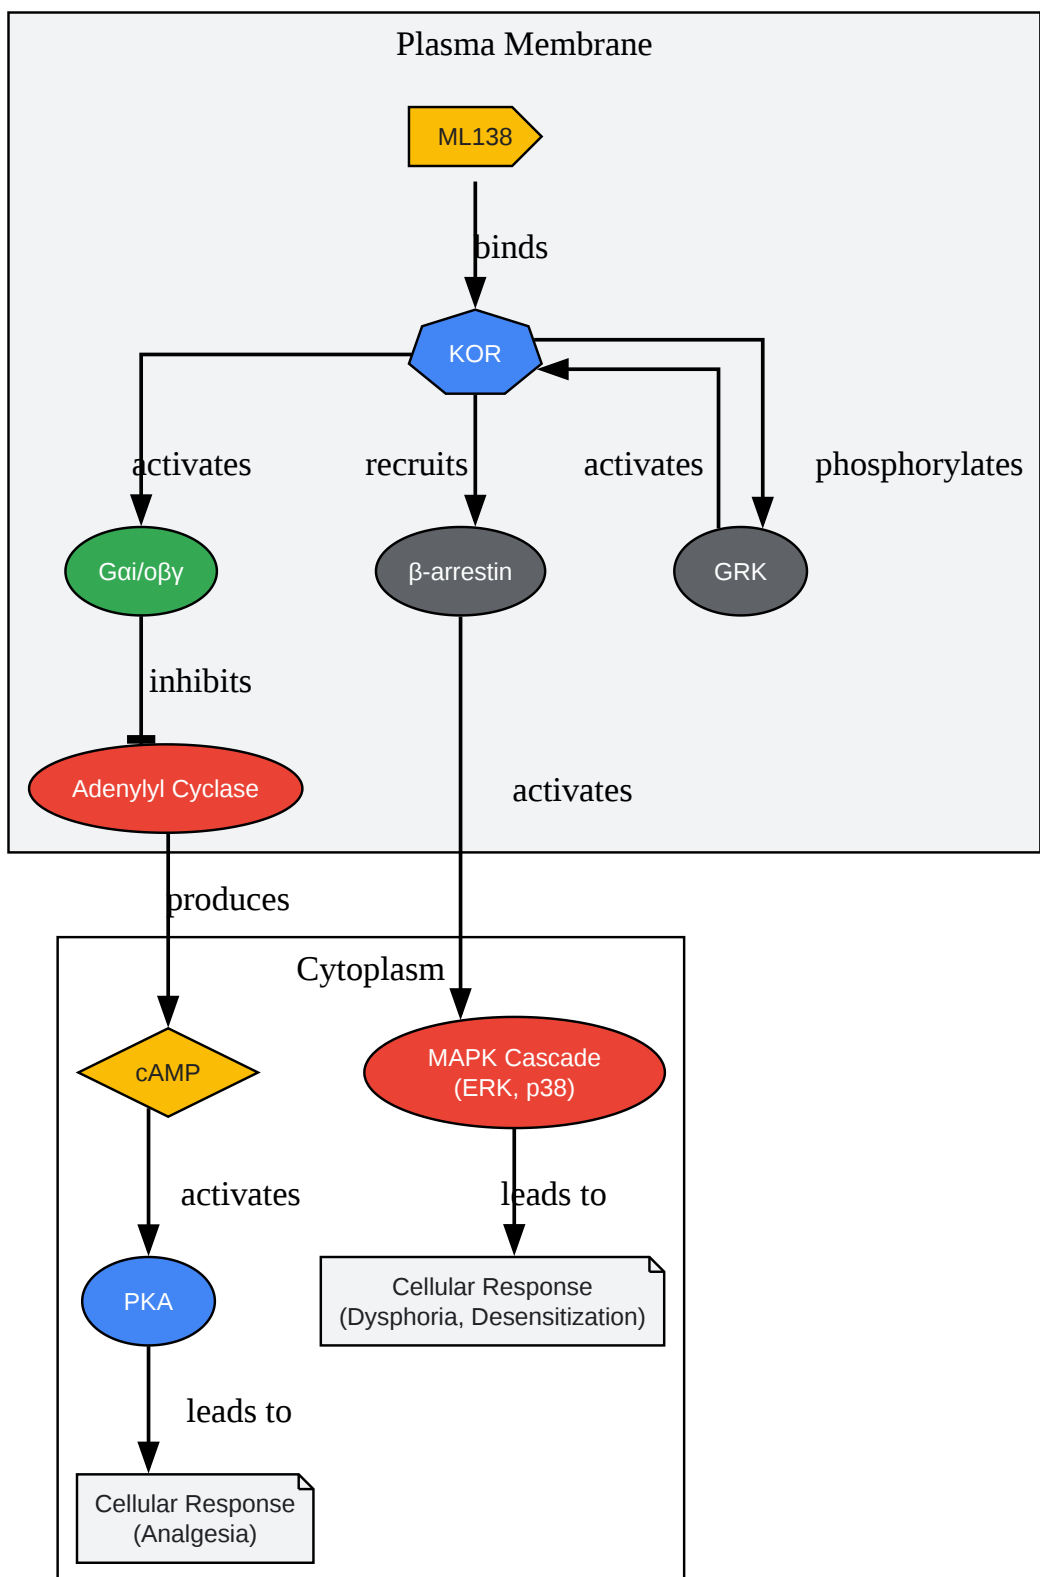 Plasma Membrane
ML138
binds
KOR
activates
recruits
activates
phosphorylates
Gαi/oβγ
β-arrestin
GRK
inhibits
Adenylyl Cyclase
activates
produces
Cytoplasm
cAMP
MAPK Cascade
(ERK, p38)
activates
leads to
PKA
Cellular Response
(Dysphoria, Desensitization)
leads to
Cellular Response
(Analgesia)